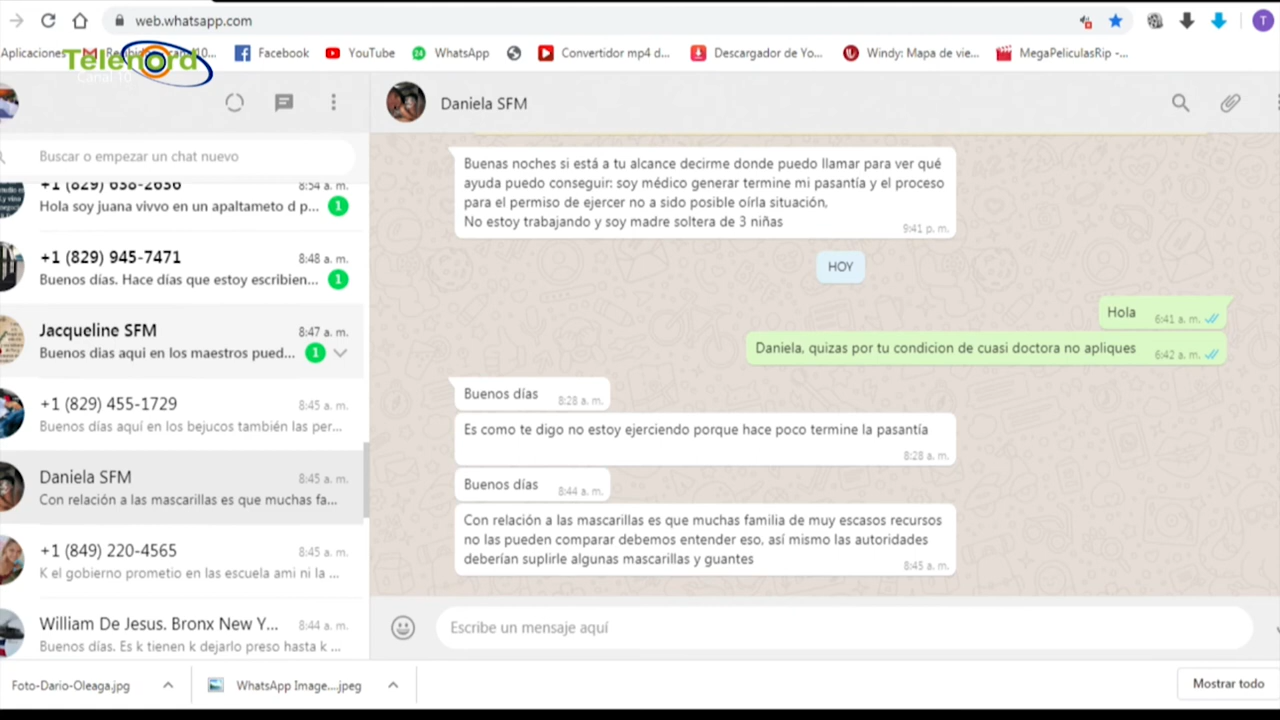 web.whatsapp.com
T
Aplicaciones
Facebook
YouTube
WhatsApp
Convertidor mp4 d...
Descargador de Yo...
Windy: Mapa de vie...
MegaPeliculasRip -...
Telenord
Canal 10
Daniela SFM
Buscar o empezar un chat nuevo
+1 (829) 638-2636
8:54 a. m.
Hola soy juana vivvo en un apaltameto d p...
1
+1 (829) 945-7471
8:48 a. m.
Buenos días. Hace días que estoy escribien...
1
Jacqueline SFM
8:47 a. m.
Buenos dias aqui en los maestros pued...
1
+1 (829) 455-1729
8:45 a. m.
Buenos días aquí en los bejucos también las per...
Daniela SFM
8:45 a. m.
Con relación a las mascarillas es que muchas fa...
+1 (849) 220-4565
8:45 a. m.
K el gobierno prometio en las escuela ami ni la ...
William De Jesus. Bronx New Y...
8:44 a. m.
Buenos días. Es k tienen k dejarlo preso hasta k ...
Buenas noches si está a tu alcance decirme donde puedo llamar para ver qué
ayuda puedo conseguir: soy médico generar termine mi pasantía y el proceso
para el permiso de ejercer no a sido posible oírla situación,
No estoy trabajando y soy madre soltera de 3 niñas
9:41 p. m.
HOY
Hola
6:41 a. m.
Daniela, quizas por tu condicion de cuasi doctora no apliques
6:42 a. m.
Buenos días
8:28 a. m.
Es como te digo no estoy ejerciendo porque hace poco termine la pasantía
8:28 a. m.
Buenos días
8:44 a. m.
Con relación a las mascarillas es que muchas familia de muy escasos recursos
no las pueden comparar debemos entender eso, así mismo las autoridades
deberían suplirle algunas mascarillas y guantes
8:45 a. m.
Escribe un mensaje aquí
Foto-Dario-Oleaga.jpg
WhatsApp Image....jpeg
Mostrar todo